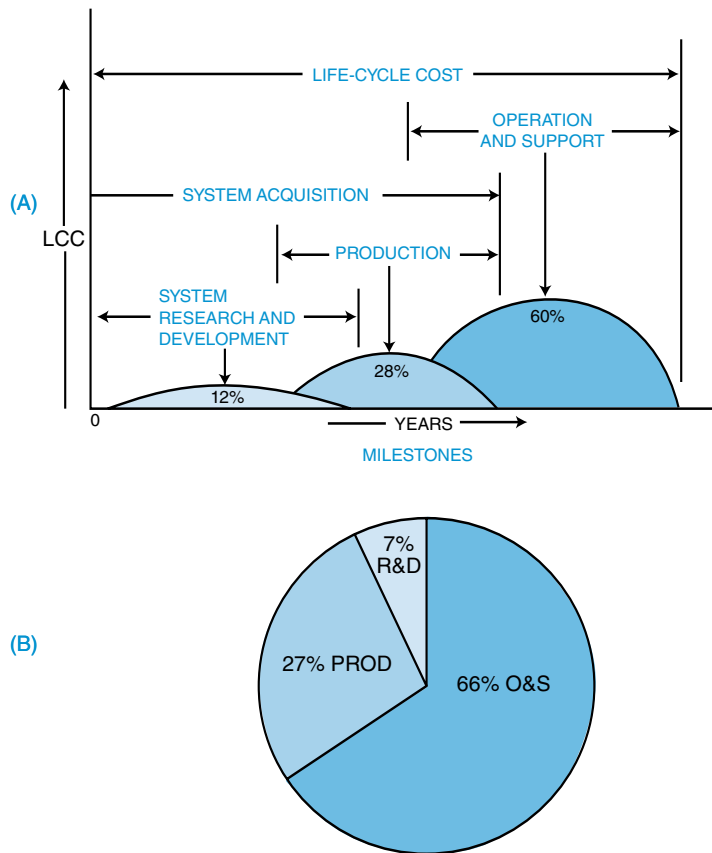 (A)
LCC
LIFE-CYCLE COST
OPERATION
AND SUPPORT
SYSTEM ACQUISITION
PRODUCTION
SYSTEM
RESEARCH AND
DEVELOPMENT
12%
28%
60%
0
YEARS
MILESTONES
(B)
7%
R&D
27% PROD
66% O&S